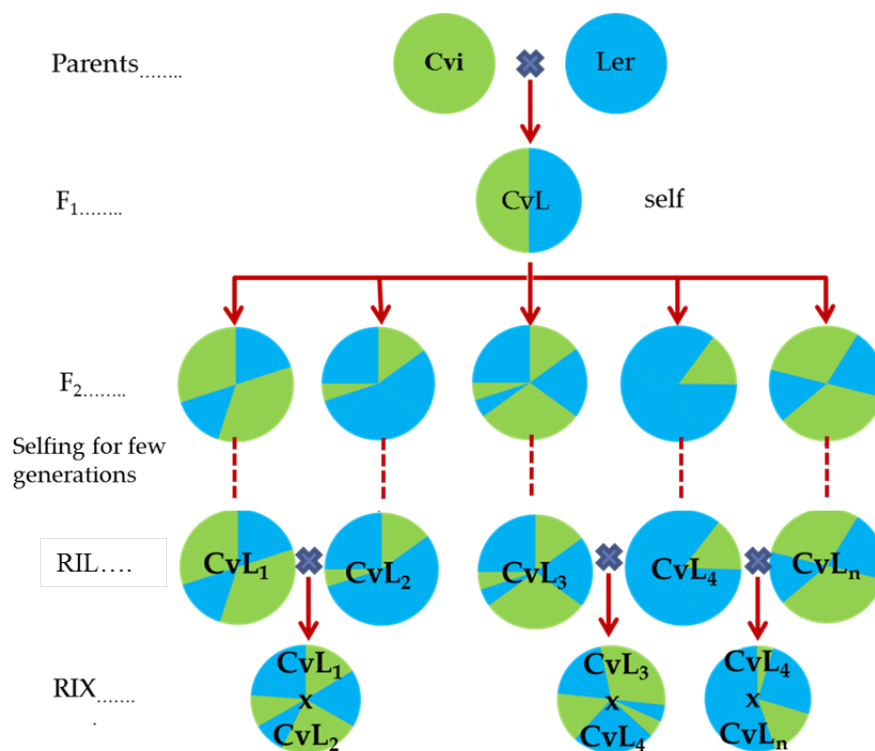 Parents........ Cvi Ler
F₁........ CvL self
F₂........
Selfing for few
generations
RIL.... CvL₁ CvL₂ CvL₃ CvL₄ CvLₙ
RIX....... CvL₁ CvL₃ CvL₄
. x x x
CvL₂ CvL₄ CvLₙ